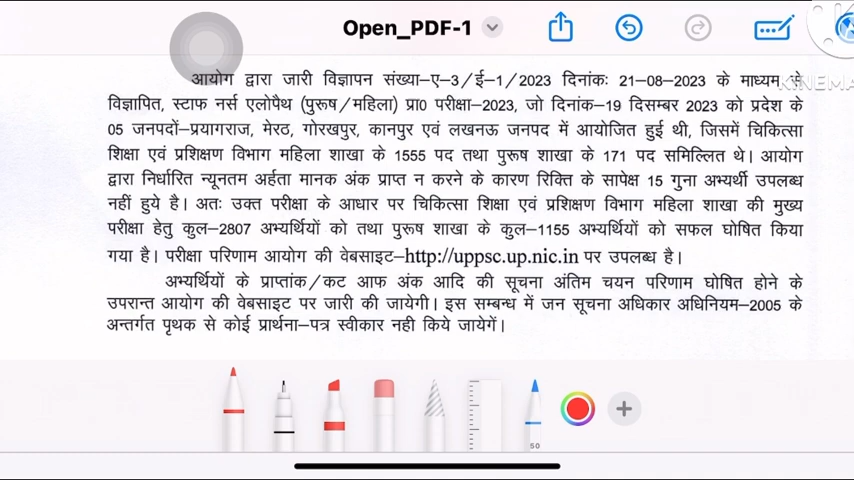 Open_PDF-1
KINEMA
आयोग द्वारा जारी विज्ञापन संख्या–ए–3/ई–1/2023 दिनांकः 21-08-2023 के माध्यम से
विज्ञापित, स्टाफ नर्स एलोपैथ (पुरूष/महिला) प्रा0 परीक्षा–2023, जो दिनांक–19 दिसम्बर 2023 को प्रदेश के
05 जनपदों–प्रयागराज, मेरठ, गोरखपुर, कानपुर एवं लखनऊ जनपद में आयोजित हुई थी, जिसमें चिकित्सा
शिक्षा एवं प्रशिक्षण विभाग महिला शाखा के 1555 पद तथा पुरूष शाखा के 171 पद समिल्लित थे। आयोग
द्वारा निर्धारित न्यूनतम अर्हता मानक अंक प्राप्त न करने के कारण रिक्ति के सापेक्ष 15 गुना अभ्यर्थी उपलब्ध
नहीं हुये है। अतः उक्त परीक्षा के आधार पर चिकित्सा शिक्षा एवं प्रशिक्षण विभाग महिला शाखा की मुख्य
परीक्षा हेतु कुल–2807 अभ्यर्थियों को तथा पुरूष शाखा के कुल–1155 अभ्यर्थियों को सफल घोषित किया
गया है। परीक्षा परिणाम आयोग की वेबसाइट–http://uppsc.up.nic.in पर उपलब्ध है।
अभ्यर्थियों के प्राप्तांक/कट आफ अंक आदि की सूचना अंतिम चयन परिणाम घोषित होने के
उपरान्त आयोग की वेबसाइट पर जारी की जायेगी। इस सम्बन्ध में जन सूचना अधिकार अधिनियम–2005 के
अन्तर्गत पृथक से कोई प्रार्थना–पत्र स्वीकार नही किये जायेगें।
50